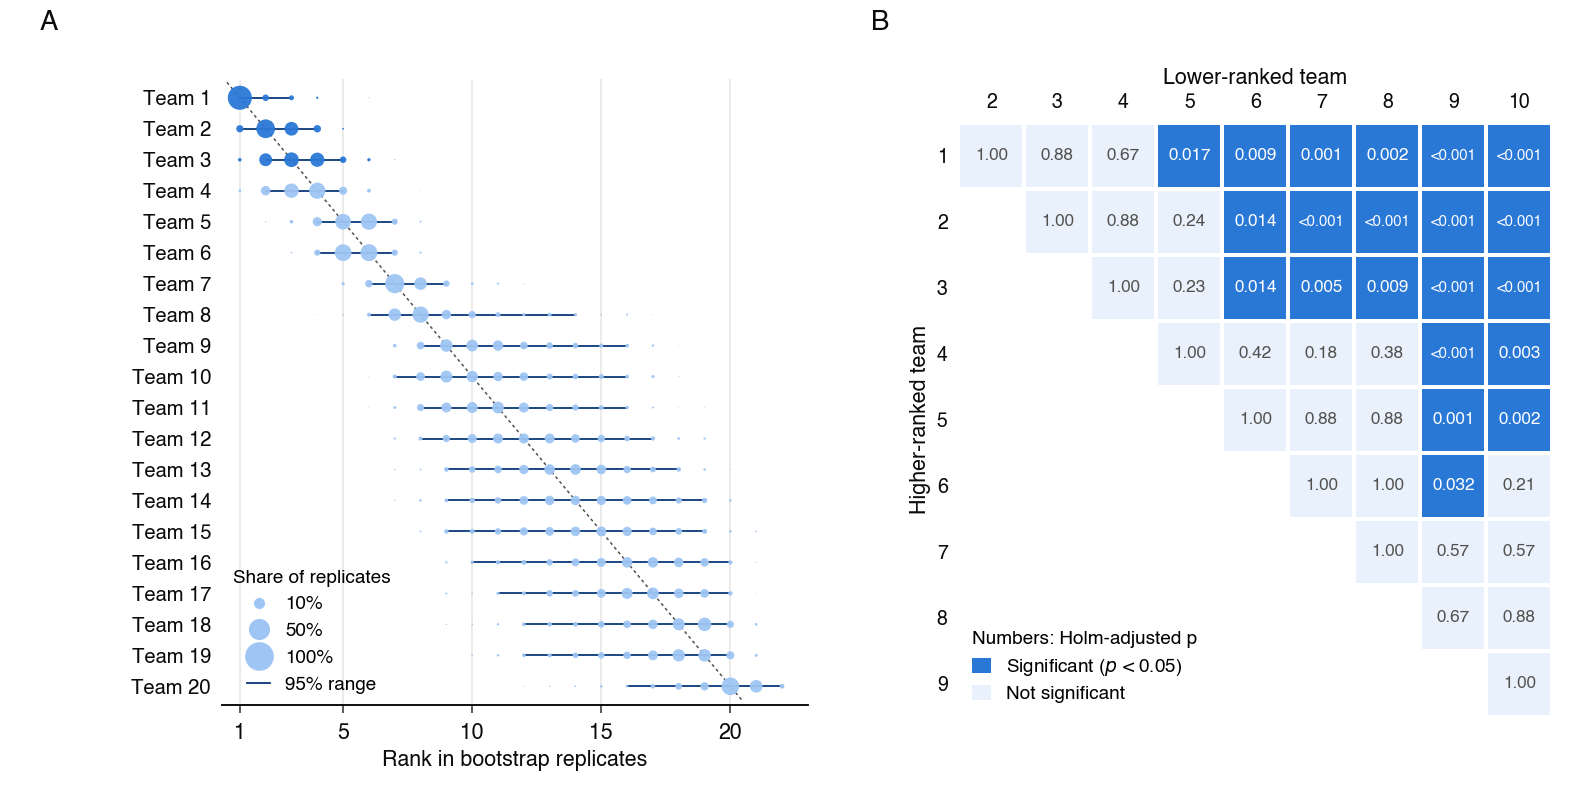 A
Team 1
Team 2
Team 3
Team 4
Team 5
Team 6
Team 7
Team 8
Team 9
Team 10
Team 11
Team 12
Team 13
Team 14
Team 15
Team 16
Team 17
Team 18
Team 19
Team 20
Share of replicates
10%
50%
100%
95% range
1 5 10 15 20
Rank in bootstrap replicates
B
Lower-ranked team
2 3 4 5 6 7 8 9 10
Higher-ranked team
1 1.00 0.88 0.67 0.017 0.009 0.001 0.002 <0.001 <0.001
2 1.00 0.88 0.24 0.014 <0.001 <0.001 <0.001 <0.001
3 1.00 0.23 0.014 0.005 0.009 <0.001 <0.001
4 1.00 0.42 0.18 0.38 <0.001 0.003
5 1.00 0.88 0.88 0.001 0.002
6 1.00 1.00 0.032 0.21
7 1.00 0.57 0.57
8 0.67 0.88
9 1.00
Numbers: Holm-adjusted p
Significant (p < 0.05)
Not significant